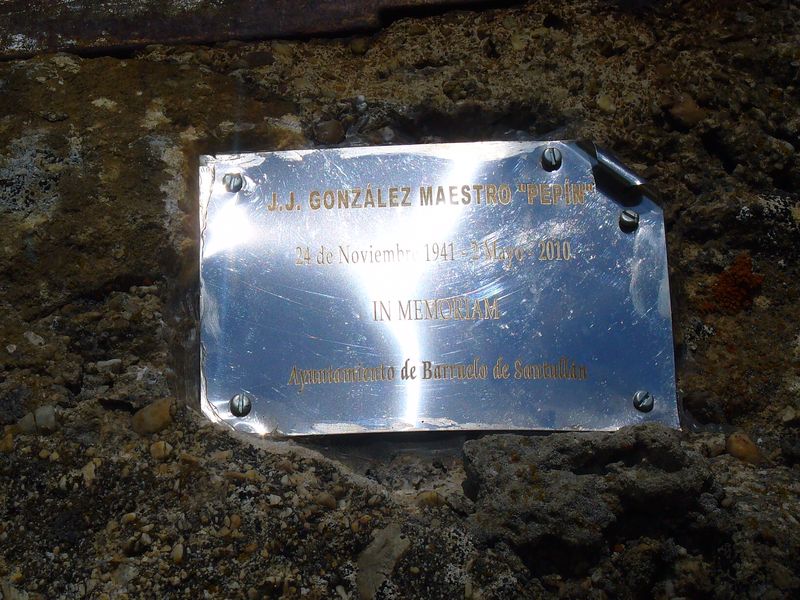 J.J. GONZÁLEZ MAESTRO "PEPÍN"
24 de Noviembre 1941 - 2 Mayo - 2010
IN MEMORIAM
Ayuntamiento de Barruelo de Santullán